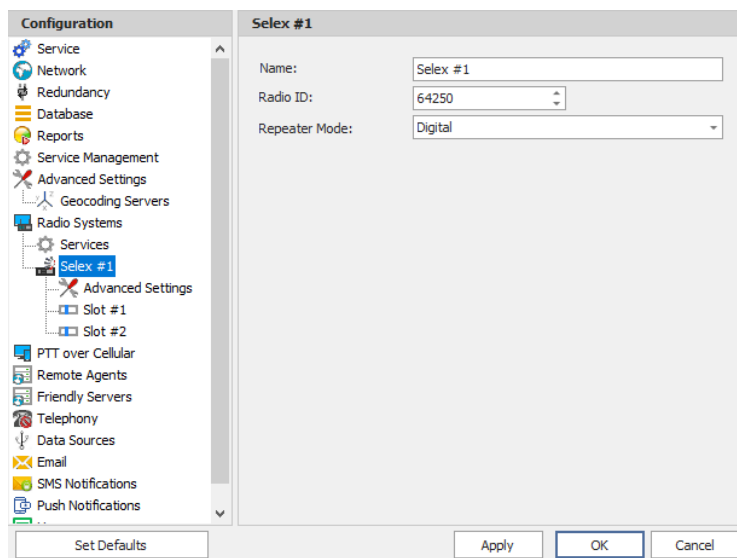 Configuration
Service
Network
Redundancy
Database
Reports
Service Management
Advanced Settings
Geocoding Servers
Radio Systems
Services
Selex #1
Advanced Settings
Slot #1
Slot #2
PTT over Cellular
Remote Agents
Friendly Servers
Telephony
Data Sources
Email
SMS Notifications
Push Notifications
Set Defaults
Selex #1
Name: Selex #1
Radio ID: 64250
Repeater Mode: Digital
Apply OK Cancel